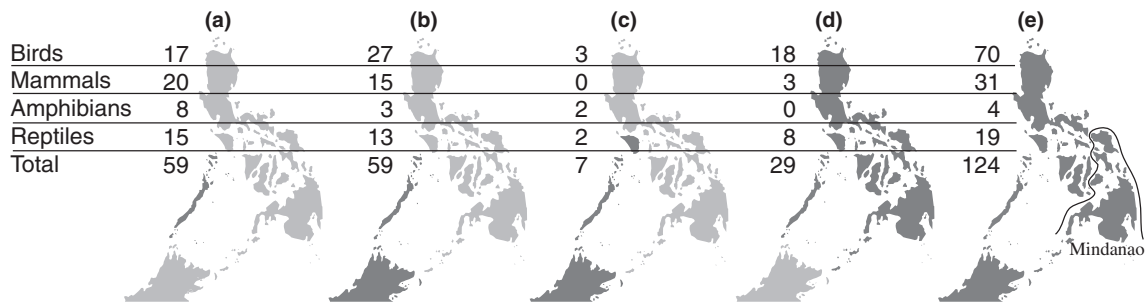 (a) (b) (c) (d) (e)
Birds 17 27 3 18 70
Mammals 20 15 0 3 31
Amphibians 8 3 2 0 4
Reptiles 15 13 2 8 19
Total 59 59 7 29 124
Mindanao